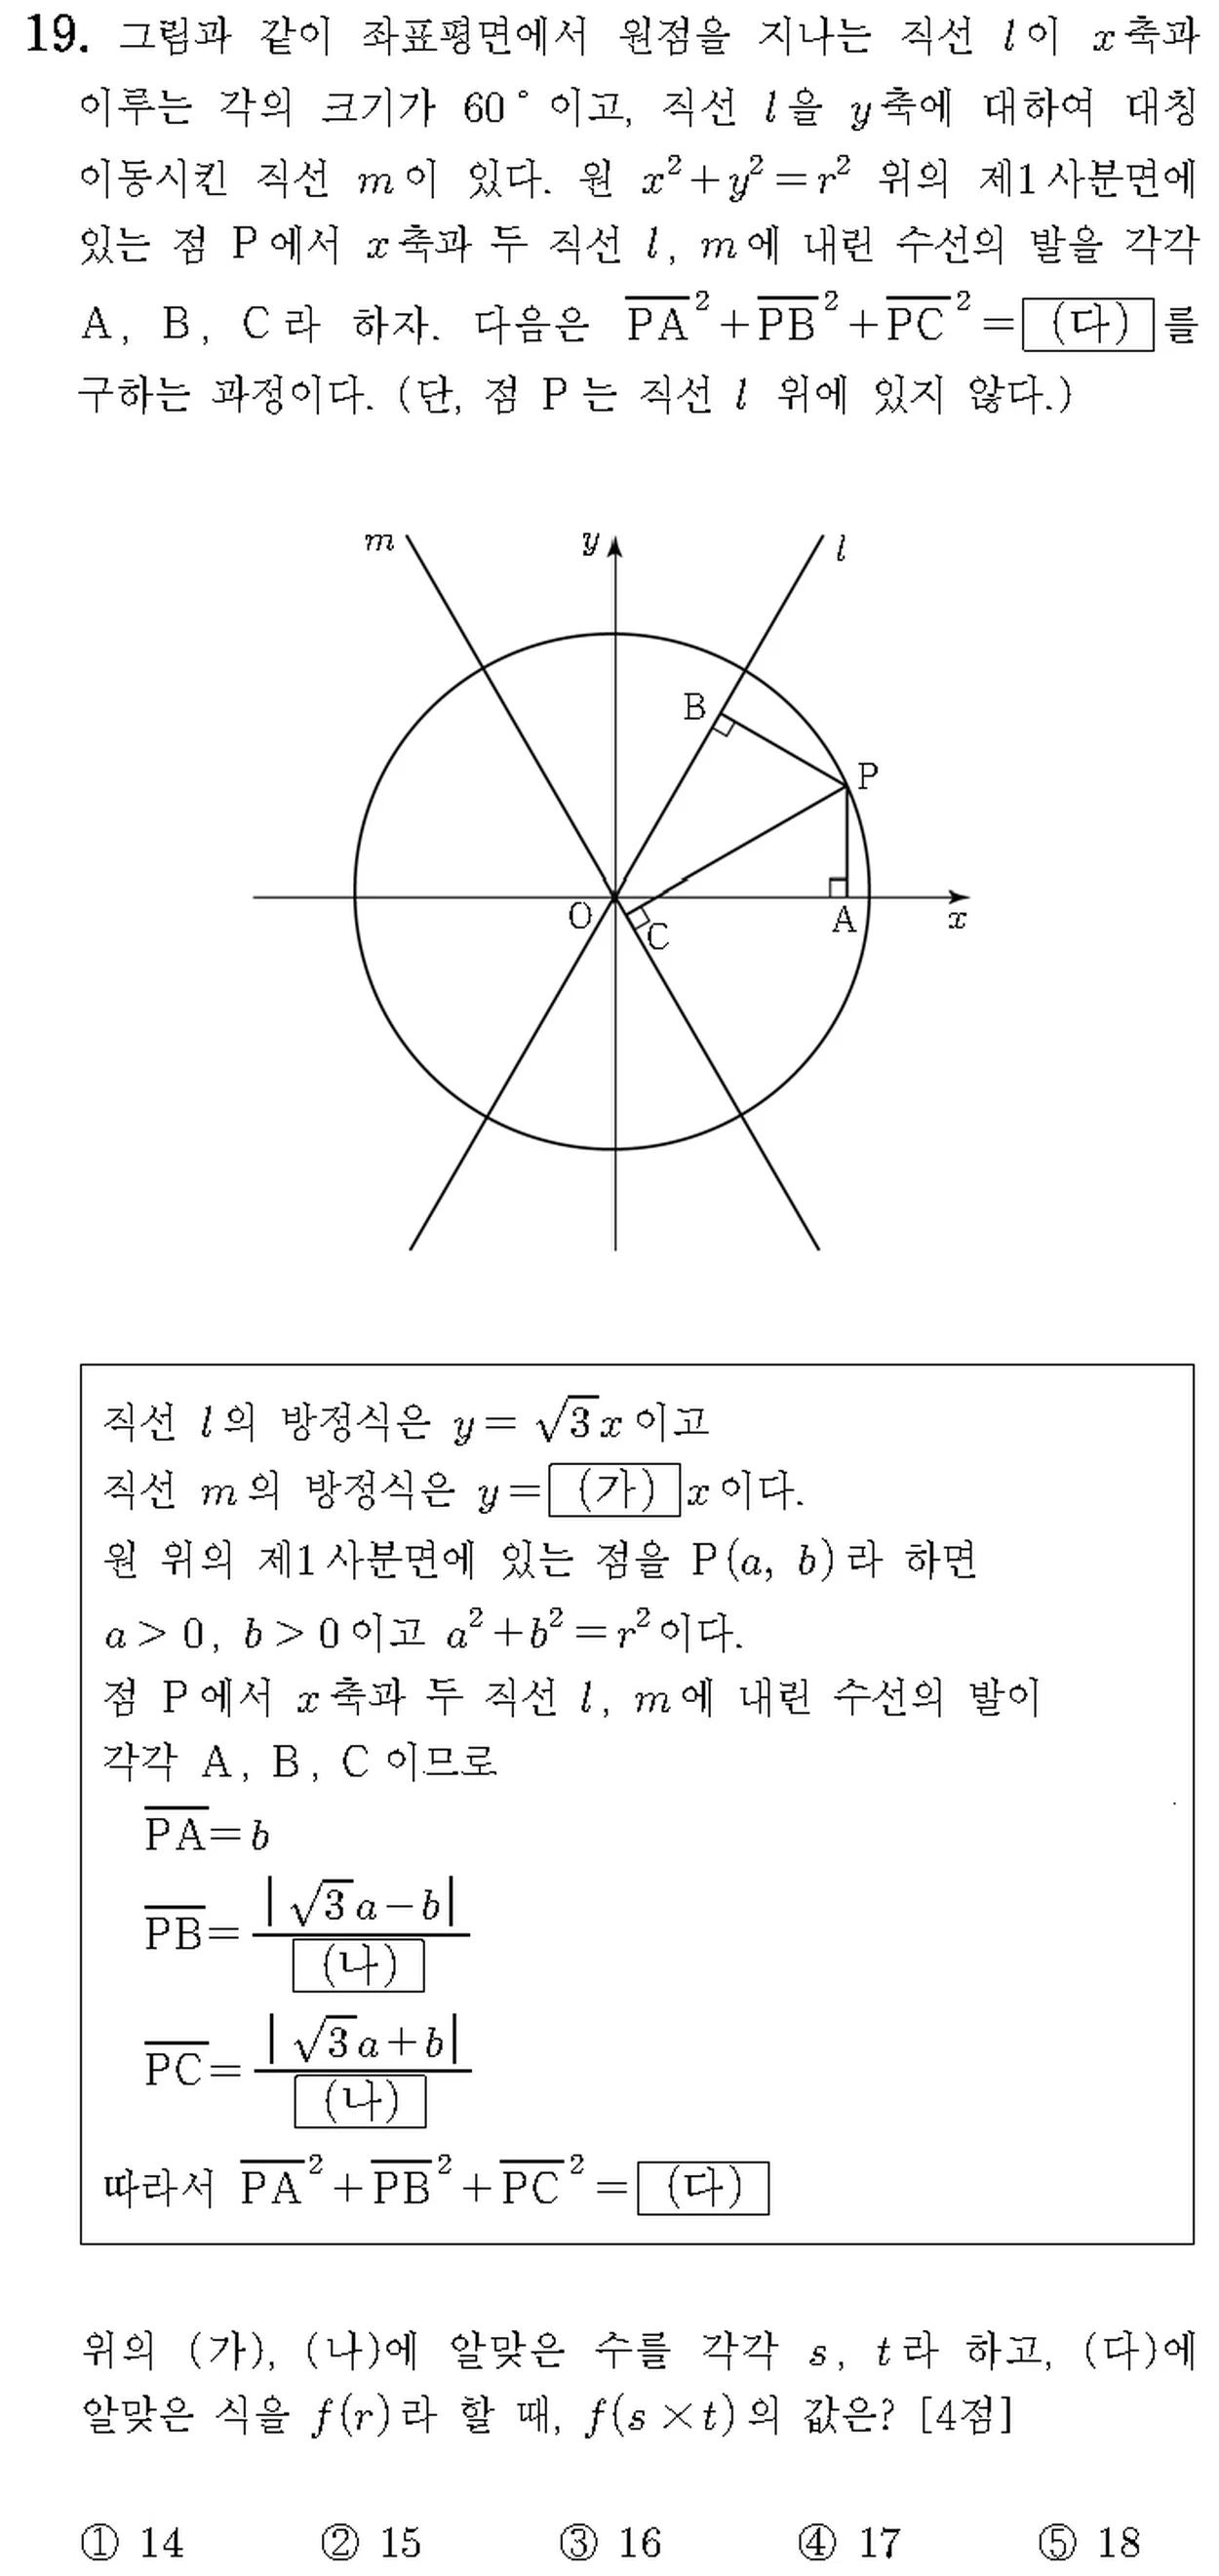 19. 그림과 같이 좌표평면에서 원점을 지나는 직선 l이 x축과
이루는 각의 크기가 60°이고, 직선 l을 y축에 대하여 대칭
이동시킨 직선 m이 있다. 원 x²+y²=r² 위의 제1사분면에
있는 점 P에서 x축과 두 직선 l, m에 내린 수선의 발을 각각
A, B, C라 하자. 다음은 P̅A̅²+P̅B̅²+P̅C̅²= (다) 를
구하는 과정이다. (단, 점 P는 직선 l 위에 있지 않다.)
m
y
l
B
P
O
C
A
x
직선 l의 방정식은 y=√3x이고
직선 m의 방정식은 y= (가) x이다.
원 위의 제1사분면에 있는 점을 P(a, b)라 하면
a>0, b>0이고 a²+b²=r²이다.
점 P에서 x축과 두 직선 l, m에 내린 수선의 발이
각각 A, B, C이므로
P̅A̅=b
P̅B̅=|√3a-b|/(나)
P̅C̅=|√3a+b|/(나)
따라서 P̅A̅²+P̅B̅²+P̅C̅²= (다)
위의 (가), (나)에 알맞은 수를 각각 s, t라 하고, (다)에
알맞은 식을 f(r)라 할 때, f(s×t)의 값은? [4점]
① 14 ② 15 ③ 16 ④ 17 ⑤ 18